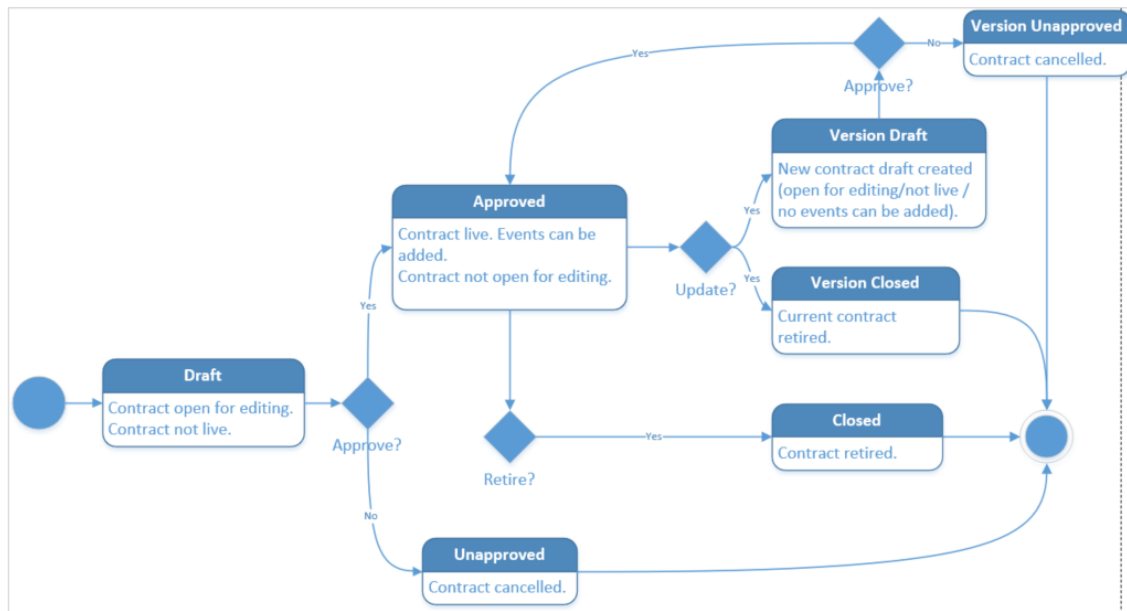 Version Unapproved
Contract cancelled.
Yes
No
Approve?
Version Draft
New contract draft created
(open for editing/not live /
no events can be added).
Approved
Contract live. Events can be
added.
Contract not open for editing.
Yes
Update?
Yes
Version Closed
Current contract
retired.
Yes
Draft
Contract open for editing.
Contract not live.
Approve?
Retire?
Yes
Closed
Contract retired.
No
Unapproved
Contract cancelled.